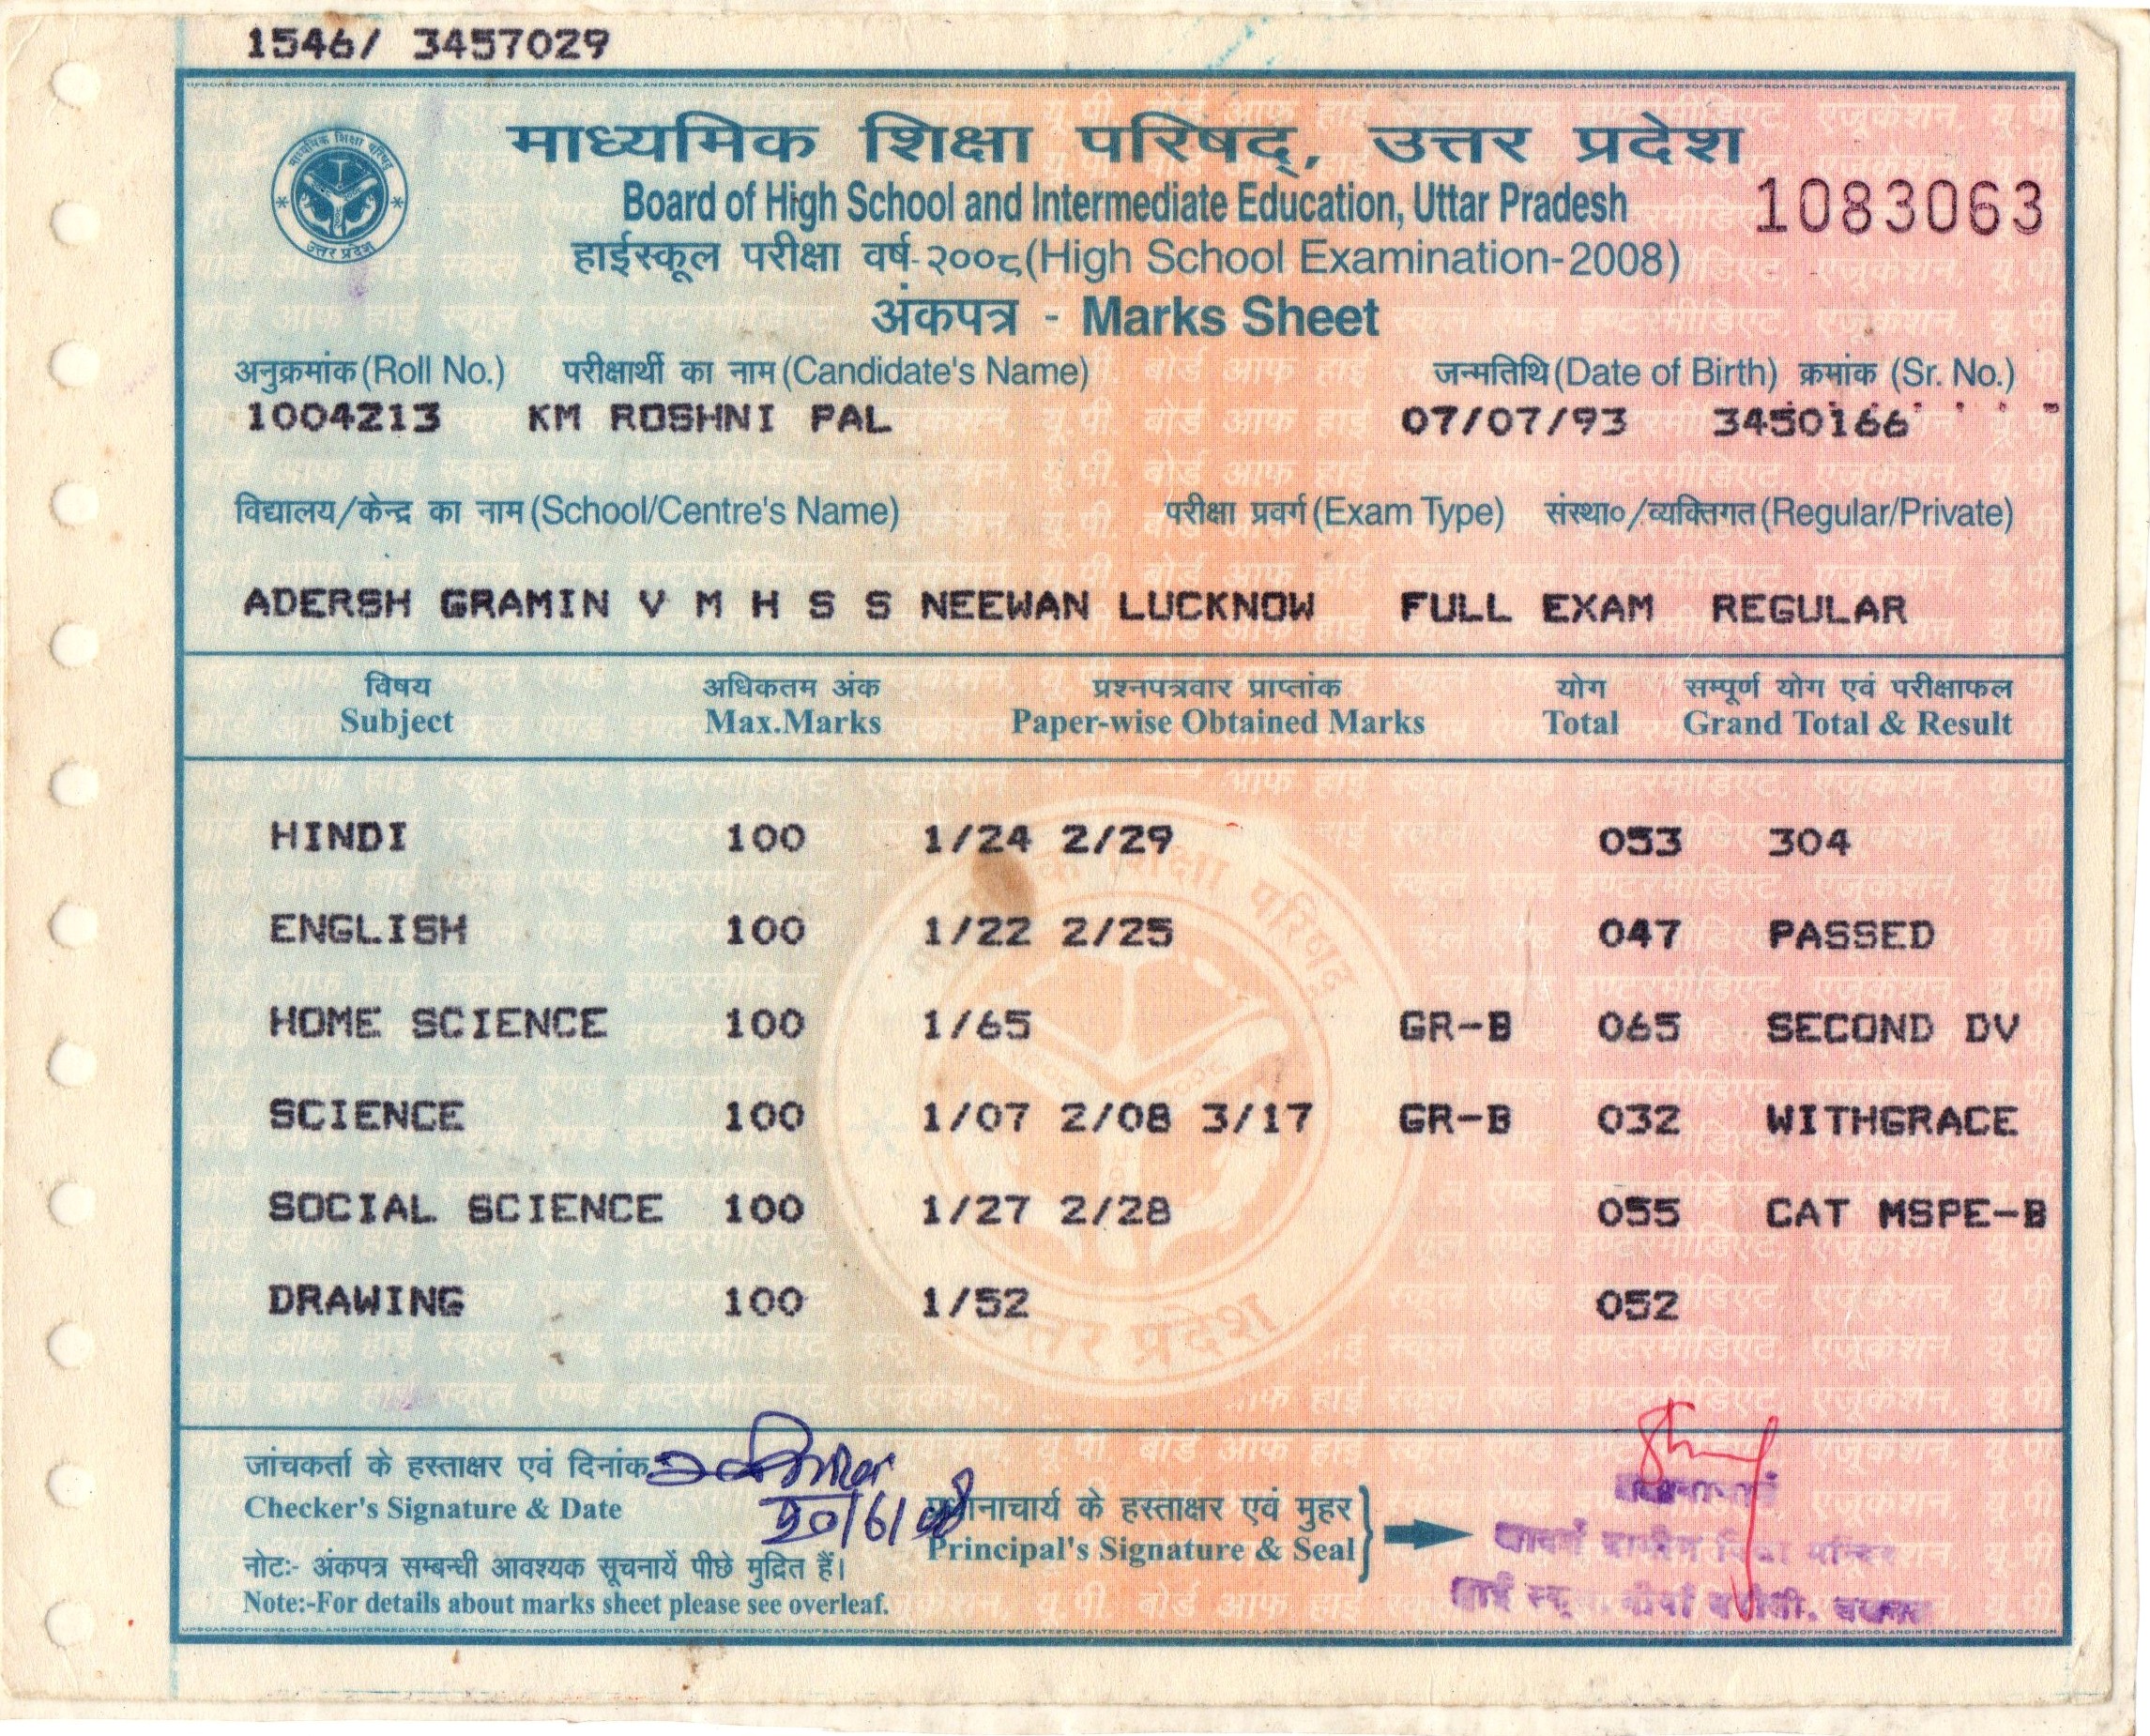 1546/ 3457029
माध्यमिक शिक्षा परिषद्, उत्तर प्रदेश
माध्यमिक शिक्षा परिषद
उत्तर प्रदेश
Board of High School and Intermediate Education, Uttar Pradesh
1083063
हाईस्कूल परीक्षा वर्ष-२००८(High School Examination-2008)
अंकपत्र - Marks Sheet
अनुक्रमांक(Roll No.) परीक्षार्थी का नाम(Candidate's Name) जन्मतिथि(Date of Birth) क्रमांक (Sr. No.)
1004213 KM ROSHNI PAL 07/07/93 3450166
विद्यालय/केन्द्र का नाम(School/Centre's Name) परीक्षा प्रवर्ग(Exam Type) संस्था०/व्यक्तिगत(Regular/Private)
ADERSH GRAMIN V M H S S NEEWAN LUCKNOW FULL EXAM REGULAR
विषय अधिकतम अंक प्रश्नपत्रवार प्राप्तांक योग सम्पूर्ण योग एवं परीक्षाफल
Subject Max.Marks Paper-wise Obtained Marks Total Grand Total & Result
HINDI 100 1/24 2/29 053 304
ENGLISH 100 1/22 2/25 047 PASSED
HOME SCIENCE 100 1/65 GR-B 065 SECOND DV
SCIENCE 100 1/07 2/08 3/17 GR-B 032 WITHGRACE
SOCIAL SCIENCE 100 1/27 2/28 055 CAT MSPE-B
DRAWING 100 1/52 052
जांचकर्ता के हस्ताक्षर एवं दिनांक
Checker's Signature & Date
20/6/08
प्रधानाचार्य के हस्ताक्षर एवं मुहर
Principal's Signature & Seal
नोटः- अंकपत्र सम्बन्धी आवश्यक सूचनायें पीछे मुद्रित हैं।
Note:-For details about marks sheet please see overleaf.